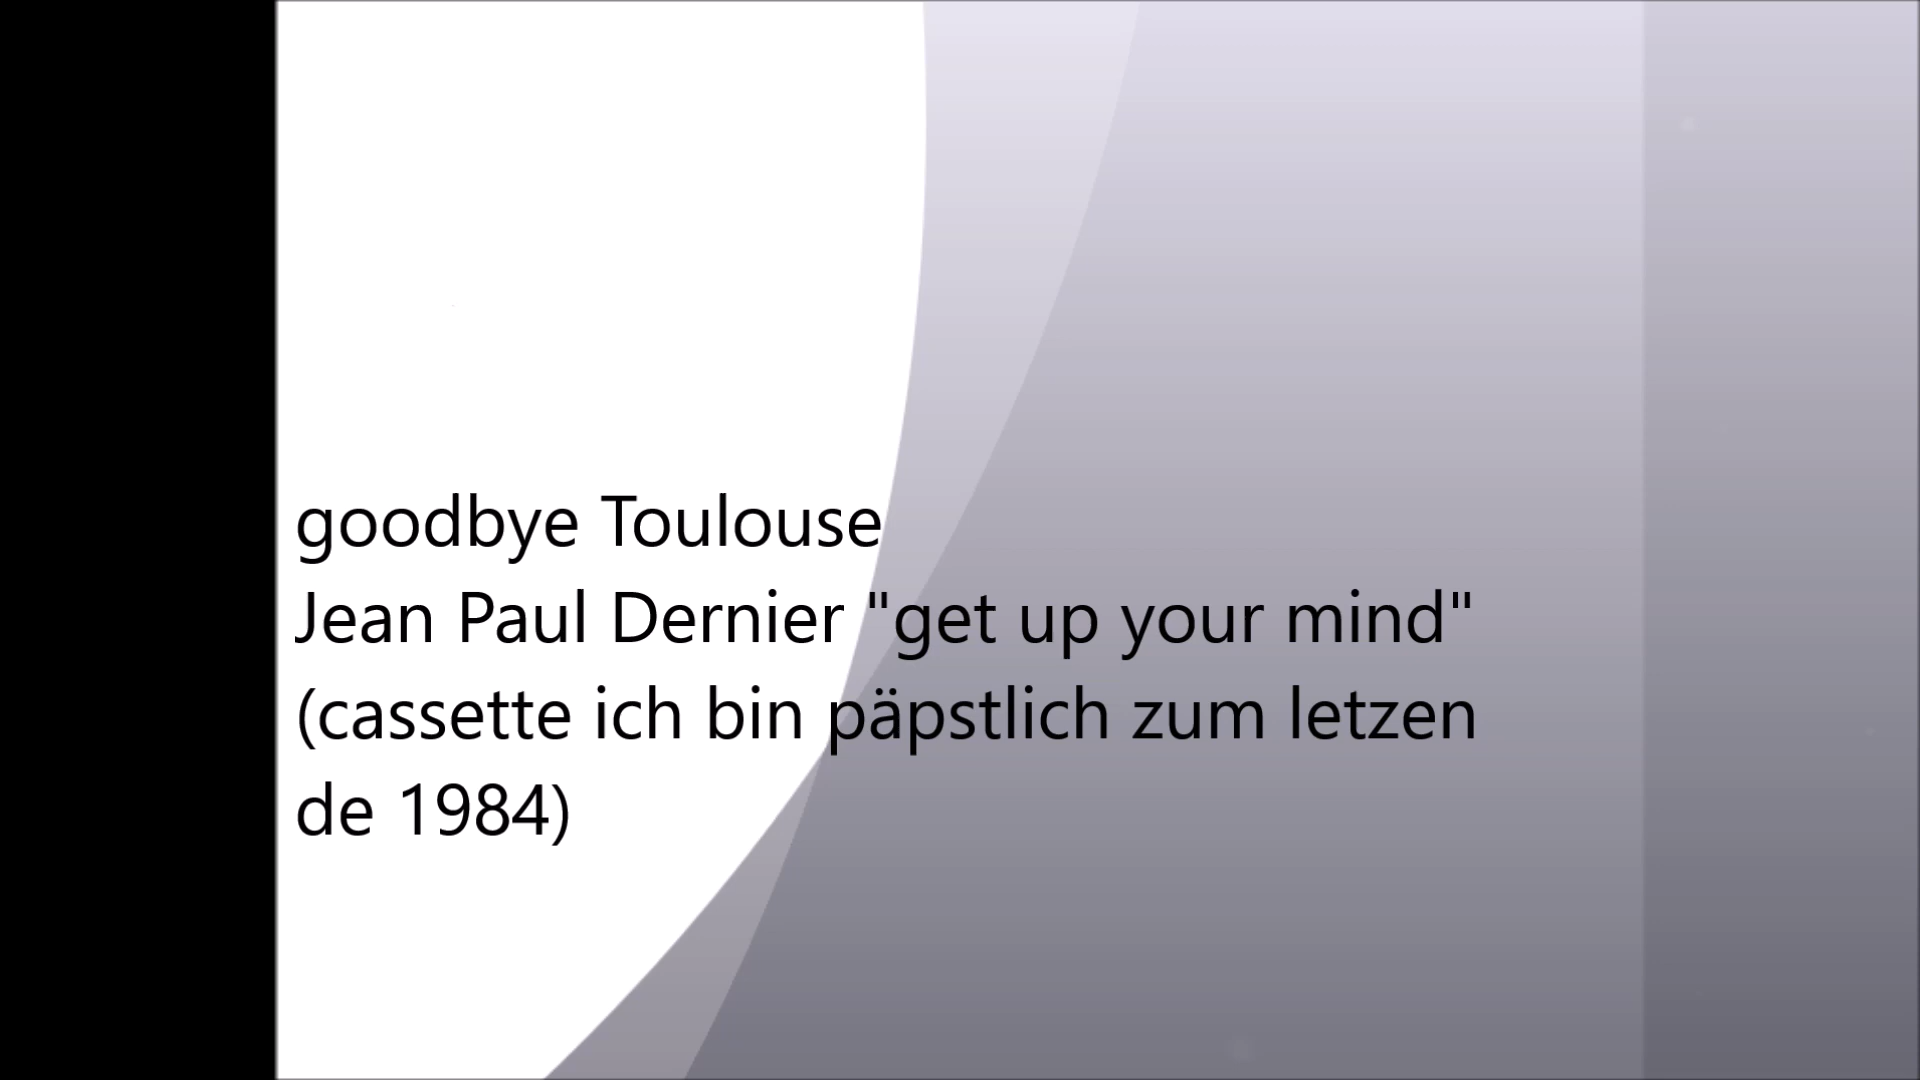 goodbye Toulouse
Jean Paul Dernier "get up your mind"
(cassette ich bin päpstlich zum letzen
de 1984)